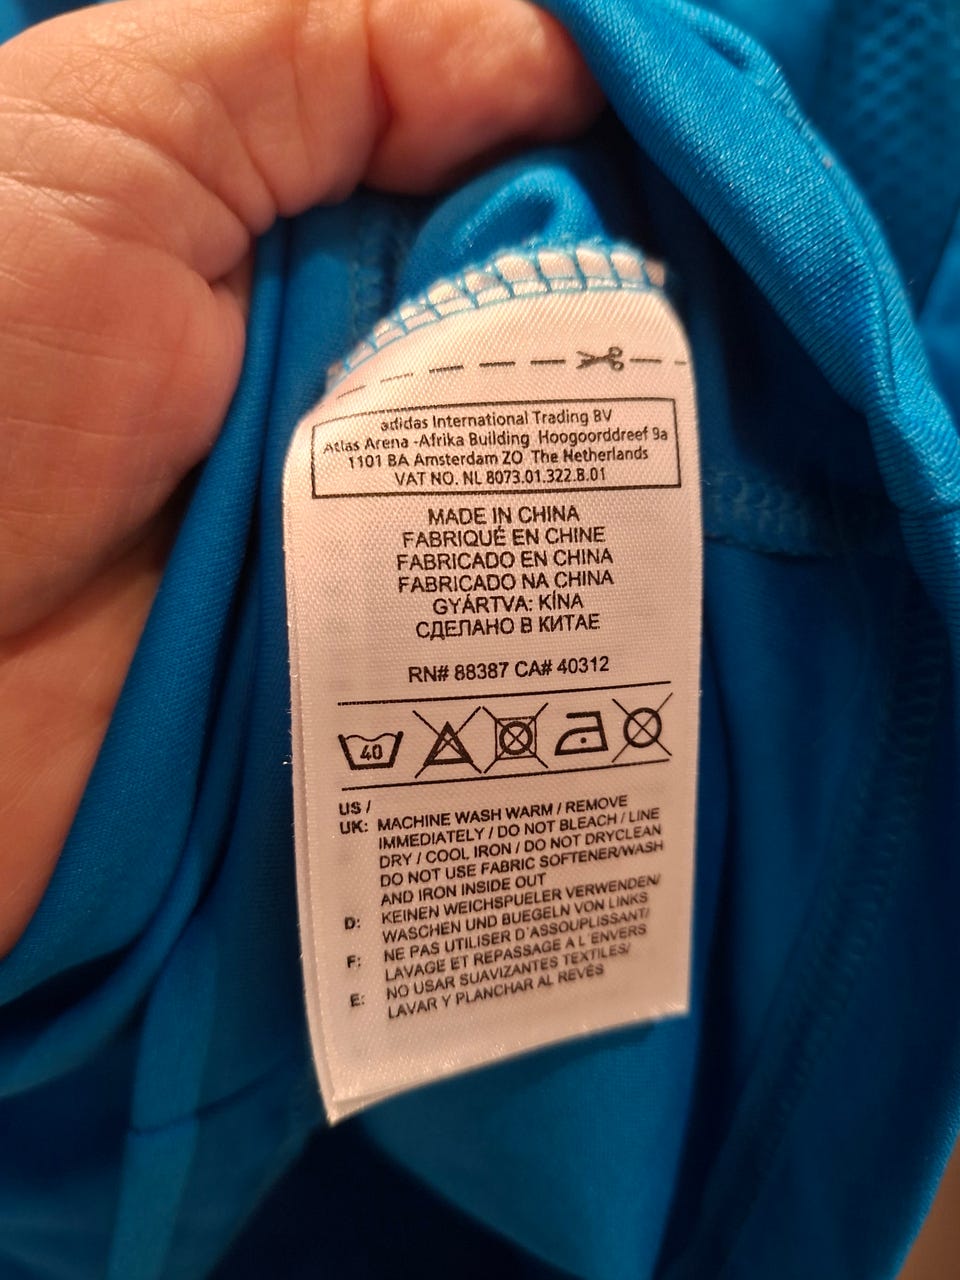 adidas International Trading BV
Atlas Arena -Afrika Building Hoogoorddreef 9a
1101 BA Amsterdam ZO The Netherlands
VAT NO. NL 8073.01.322.B.01
MADE IN CHINA
FABRIQUÉ EN CHINE
FABRICADO EN CHINA
FABRICADO NA CHINA
GYÁRTVA: KÍNA
СДЕЛАНО В КИТАЕ
RN# 88387 CA# 40312
40
US /
UK: MACHINE WASH WARM / REMOVE
IMMEDIATELY / DO NOT BLEACH / LINE
DRY / COOL IRON / DO NOT DRYCLEAN
DO NOT USE FABRIC SOFTENER/WASH
AND IRON INSIDE OUT
D: KEINEN WEICHSPUELER VERWENDEN/
WASCHEN UND BUEGELN VON LINKS
F: NE PAS UTILISER D'ASSOUPLISSANT/
LAVAGE ET REPASSAGE A L'ENVERS
E: NO USAR SUAVIZANTES TEXTILES/
LAVAR Y PLANCHAR AL REVÉS